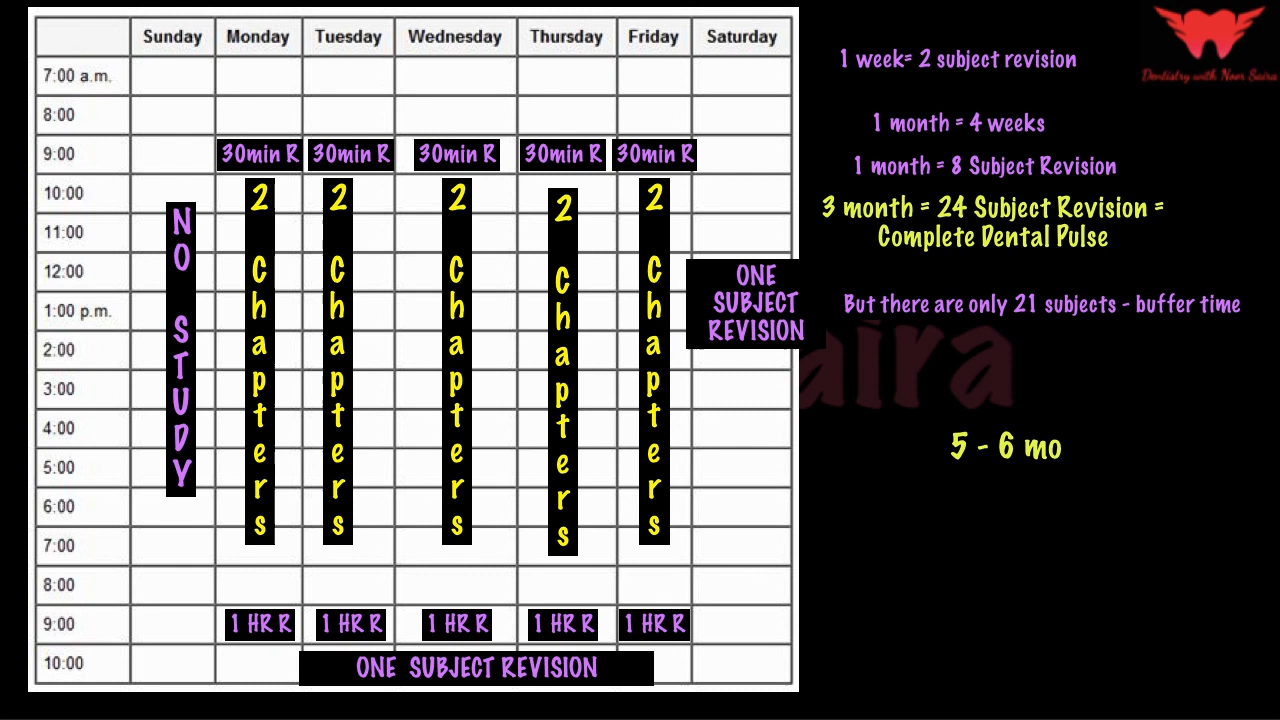 Sunday Monday Tuesday Wednesday Thursday Friday Saturday
7:00 a.m.
8:00
9:00 30min R 30min R 30min R 30min R 30min R
10:00
11:00
12:00
1:00 p.m.
2:00
3:00
4:00
5:00
6:00
7:00
8:00
9:00 1 HR R 1 HR R 1 HR R 1 HR R 1 HR R
10:00
NO STUDY
2 Chapters
2 Chapters
2 Chapters
2 Chapters
2 Chapters
ONE
SUBJECT
REVISION
ONE SUBJECT REVISION
Dentistry with Noor Saira
1 week= 2 subject revision
1 month = 4 weeks
1 month = 8 Subject Revision
3 month = 24 Subject Revision =
Complete Dental Pulse
But there are only 21 subjects - buffer time
aira
5 - 6 mo